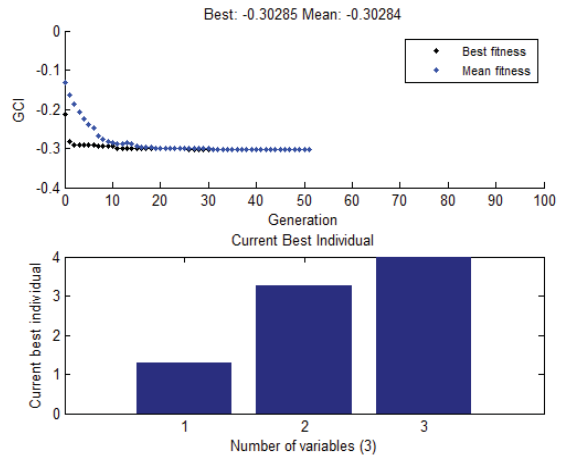 Best: -0.30285 Mean: -0.30284
0
-0.1
-0.2
-0.3
-0.4
GCI
Best fitness
Mean fitness
0 10 20 30 40 50 60 70 80 90 100
Generation
Current Best Individual
4
3
2
1
0
Current best individual
1 2 3
Number of variables (3)